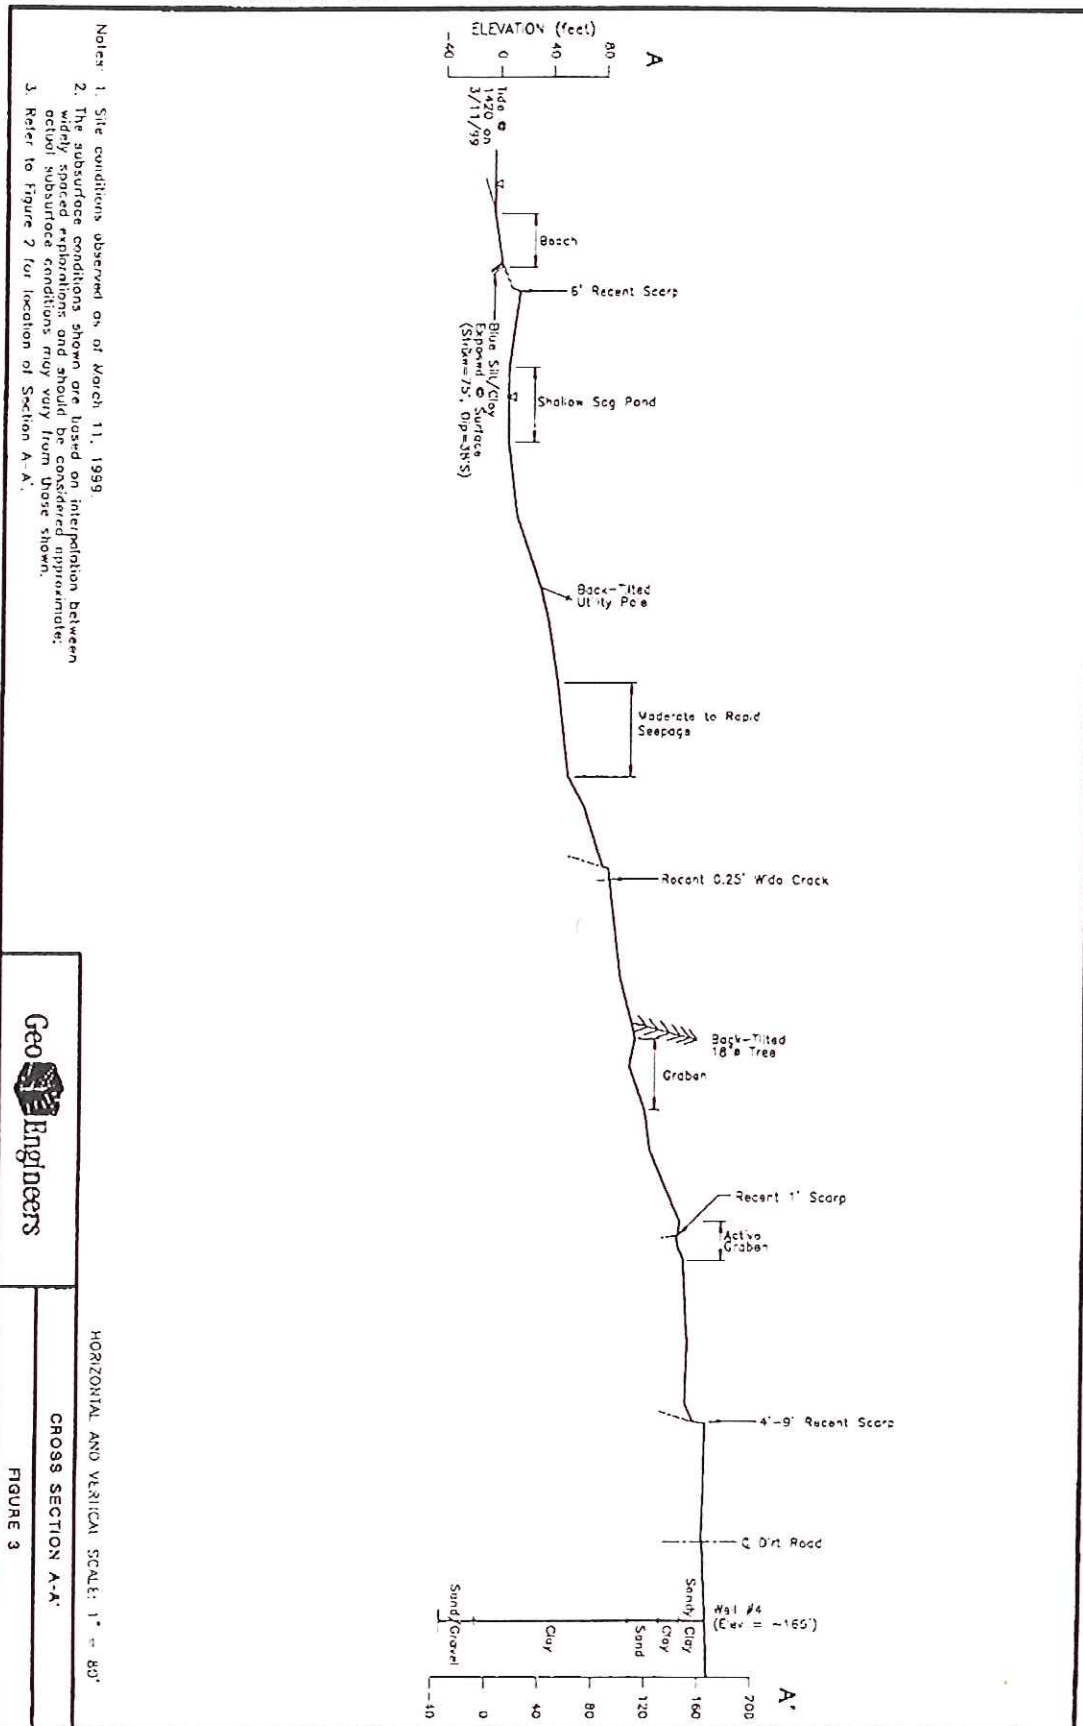 A
ELEVATION (feet)
80
40
0
-40
Tide @
1420 on
3/11/99
Beach
6' Recent Scarp
Blue Silt/Clay
Exposed @ Surface
(Strike=75°, Dip=38°S)
Shallow Sag Pond
Back-Tilted
Utility Pole
Moderate to Rapid
Seepage
Recent 0.25' Wide Crack
Back-Tilted
18"ø Tree
Graben
Recent 1' Scarp
Active
Graben
4'-9' Recent Scarp
℄ Dirt Road
Well #4
(Elev = ~165')
Sandy Clay
Clay
Sand
Clay
Sand/Gravel
A'
200
160
120
80
40
0
-40
Notes: 1. Site conditions observed as of March 11, 1999.
2. The subsurface conditions shown are based on interpolation between
widely spaced explorations and should be considered approximate;
actual subsurface conditions may vary from those shown.
3. Refer to Figure 2 for location of Section A-A'.
HORIZONTAL AND VERTICAL SCALE: 1" = 80'
Geo Engineers
CROSS SECTION A-A'
FIGURE 3